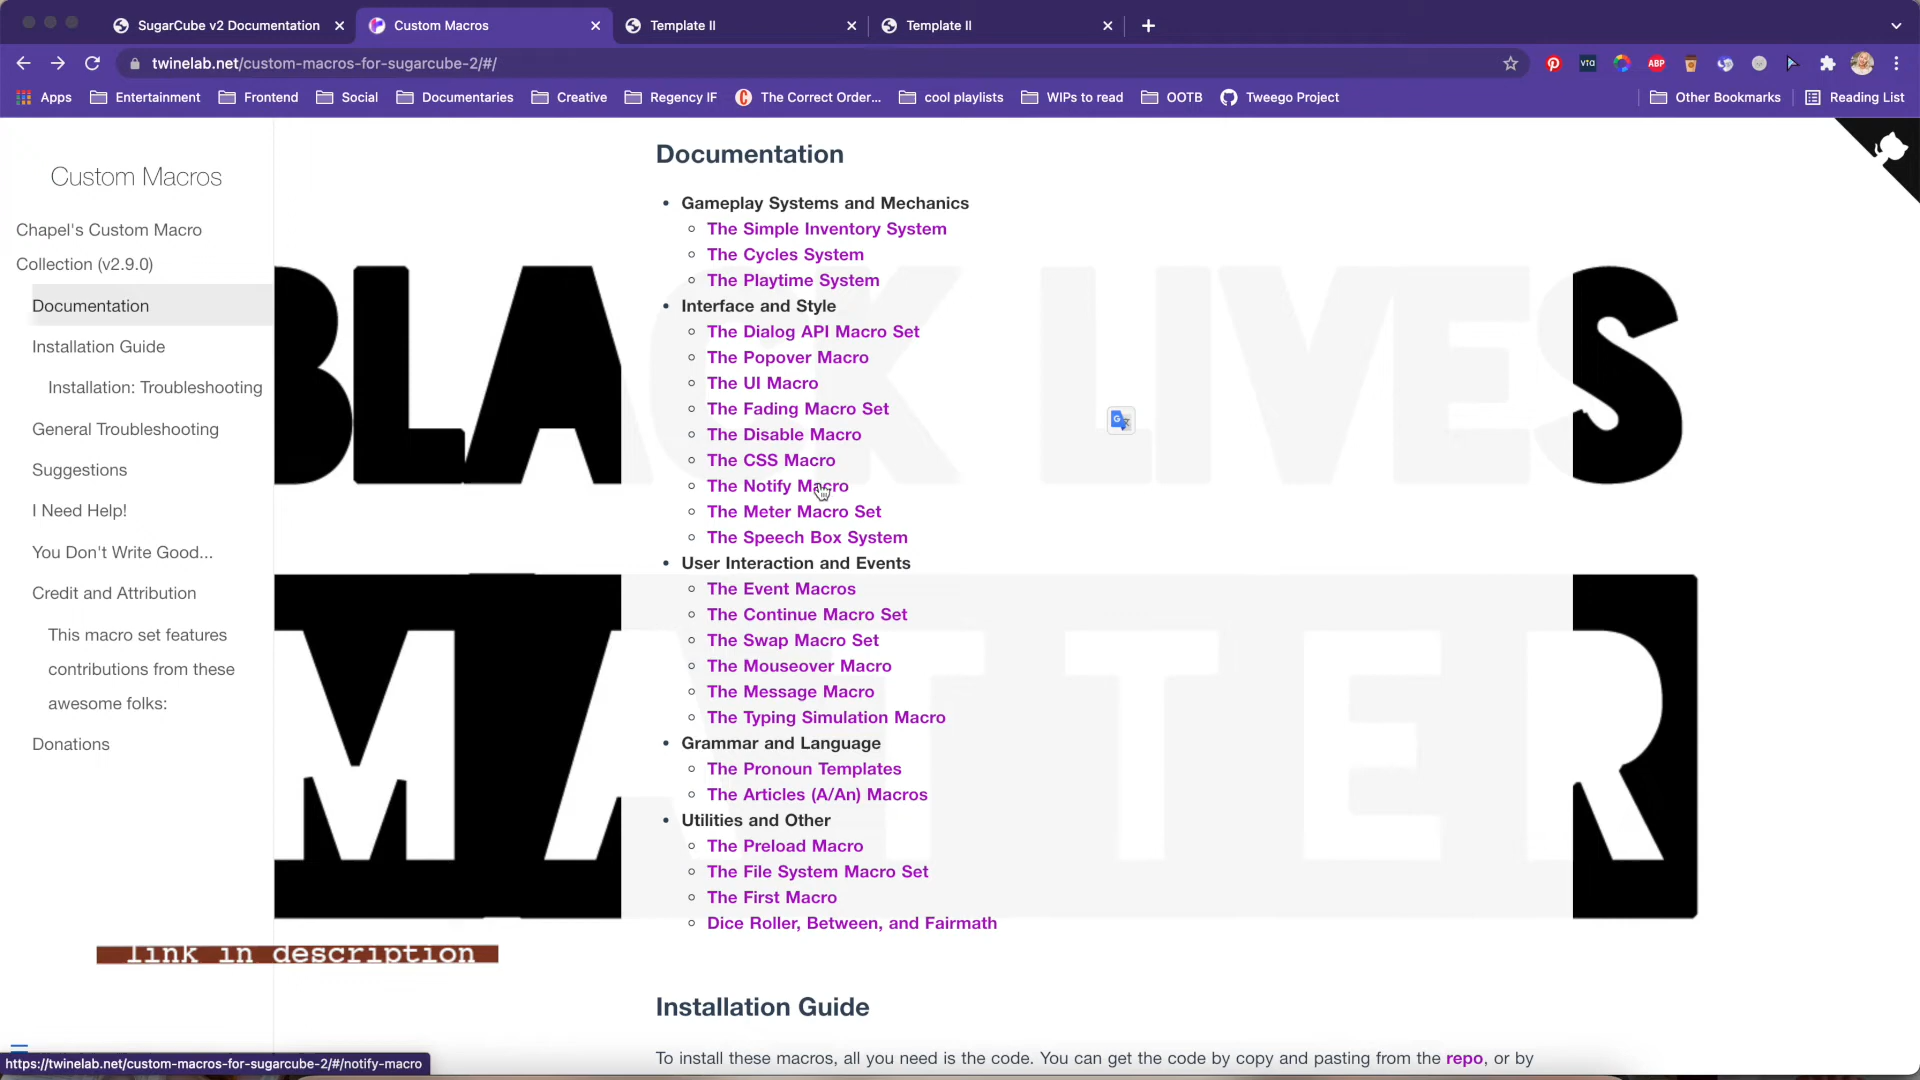 SugarCube v2 Documentation
Custom Macros
Template II
Template II
twinelab.net/custom-macros-for-sugarcube-2/#/
vta
ABP
Apps
Entertainment
Frontend
Social
Documentaries
Creative
Regency IF
The Correct Order...
cool playlists
WIPs to read
OOTB
Tweego Project
Other Bookmarks
Reading List
Custom Macros
Chapel's Custom Macro
Collection (v2.9.0)
Documentation
Installation Guide
Installation: Troubleshooting
General Troubleshooting
Suggestions
I Need Help!
You Don't Write Good...
Credit and Attribution
This macro set features
contributions from these
awesome folks:
Donations
BLACK LIVES
MATTER
Documentation
Gameplay Systems and Mechanics
The Simple Inventory System
The Cycles System
The Playtime System
Interface and Style
The Dialog API Macro Set
The Popover Macro
The UI Macro
The Fading Macro Set
The Disable Macro
The CSS Macro
The Notify Macro
The Meter Macro Set
The Speech Box System
User Interaction and Events
The Event Macros
The Continue Macro Set
The Swap Macro Set
The Mouseover Macro
The Message Macro
The Typing Simulation Macro
Grammar and Language
The Pronoun Templates
The Articles (A/An) Macros
Utilities and Other
The Preload Macro
The File System Macro Set
The First Macro
Dice Roller, Between, and Fairmath
link in description
Installation Guide
To install these macros, all you need is the code. You can get the code by copy and pasting from the repo, or by
https://twinelab.net/custom-macros-for-sugarcube-2/#/notify-macro